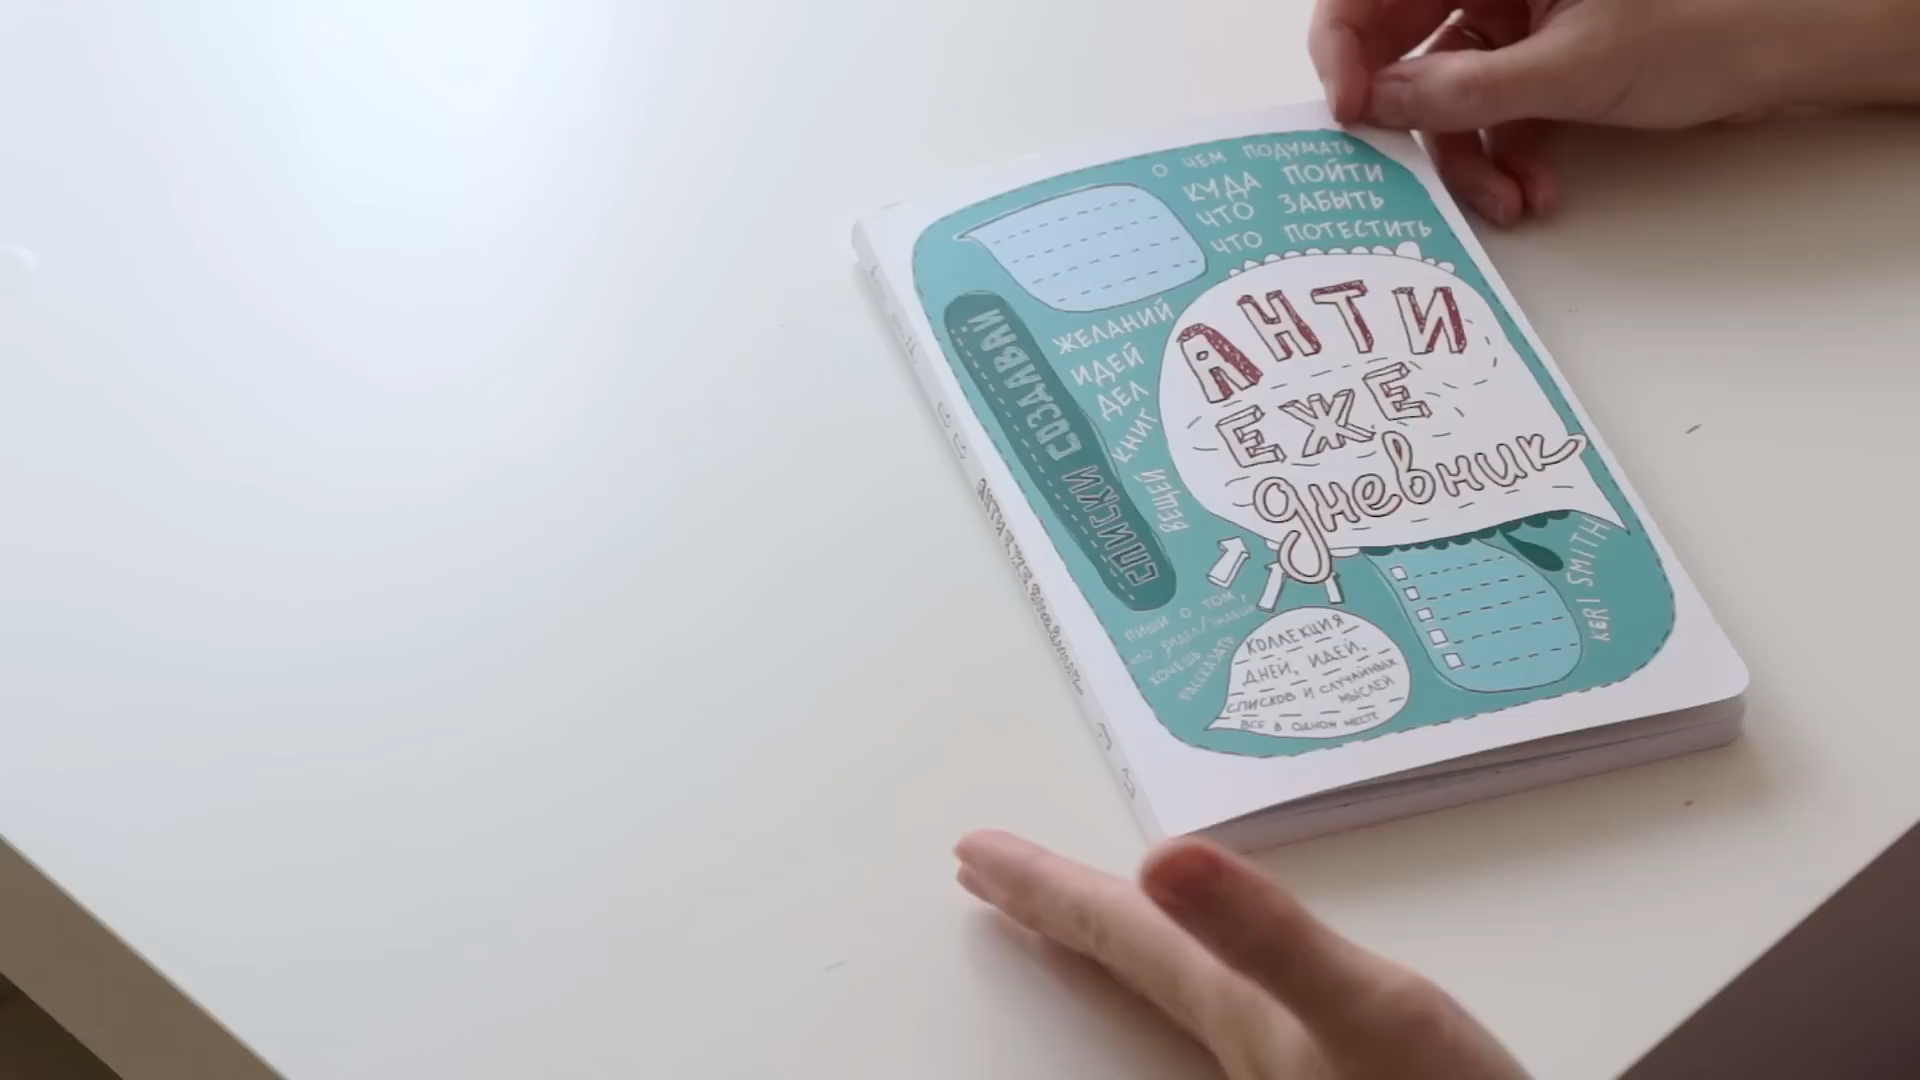 О ЧЕМ ПОДУМАТЬ
КУДА ПОЙТИ
ЧТО ЗАБЫТЬ
ЧТО ПОТЕСТИТЬ
СПИСКИ СОЗДАВАЙ
ЖЕЛАНИЙ
ИДЕЙ
ДЕЛ
КНИГ
ВЕЩЕЙ
АНТИ
ЕЖЕ
дневник
KERI SMITH
ПИШИ О ТОМ,
ЧТО ВИДЕЛ/
ХОЧЕШЬ
РАССКАЗАТЬ
КОЛЛЕКЦИЯ
ДНЕЙ, ИДЕЙ,
СПИСКОВ И СЛУЧАЙНЫХ
МЫСЛЕЙ
ВСЕ В ОДНОМ МЕСТЕ
АНТИЕЖЕдневник